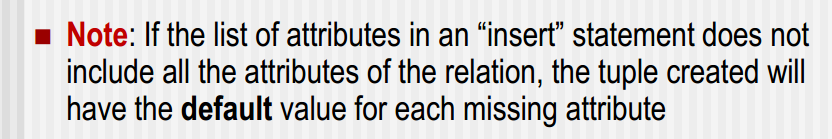 Note: If the list of attributes in an “insert” statement does not
include all the attributes of the relation, the tuple created will
have the default value for each missing attribute